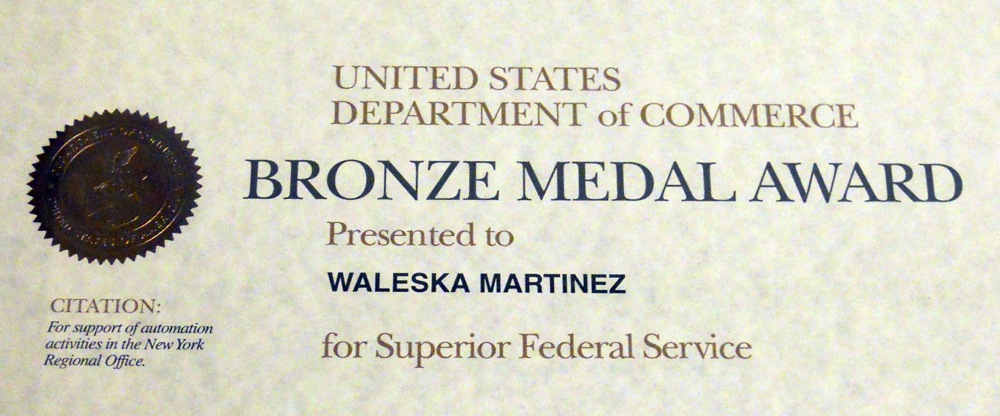 UNITED STATES
DEPARTMENT of COMMERCE
BRONZE MEDAL AWARD
Presented to
WALESKA MARTINEZ
for Superior Federal Service
CITATION:
For support of automation
activities in the New York
Regional Office.